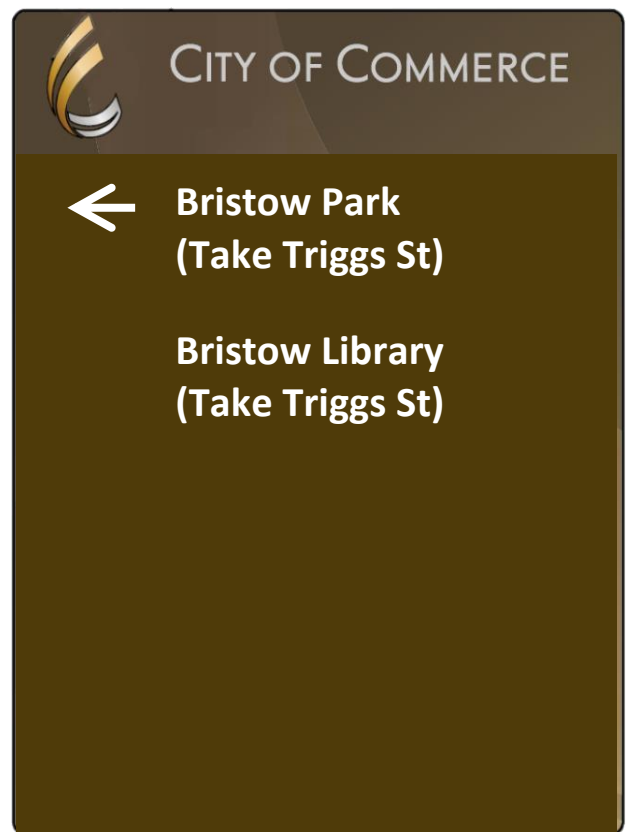 CITY OF COMMERCE
Bristow Park
(Take Triggs St)
Bristow Library
(Take Triggs St)